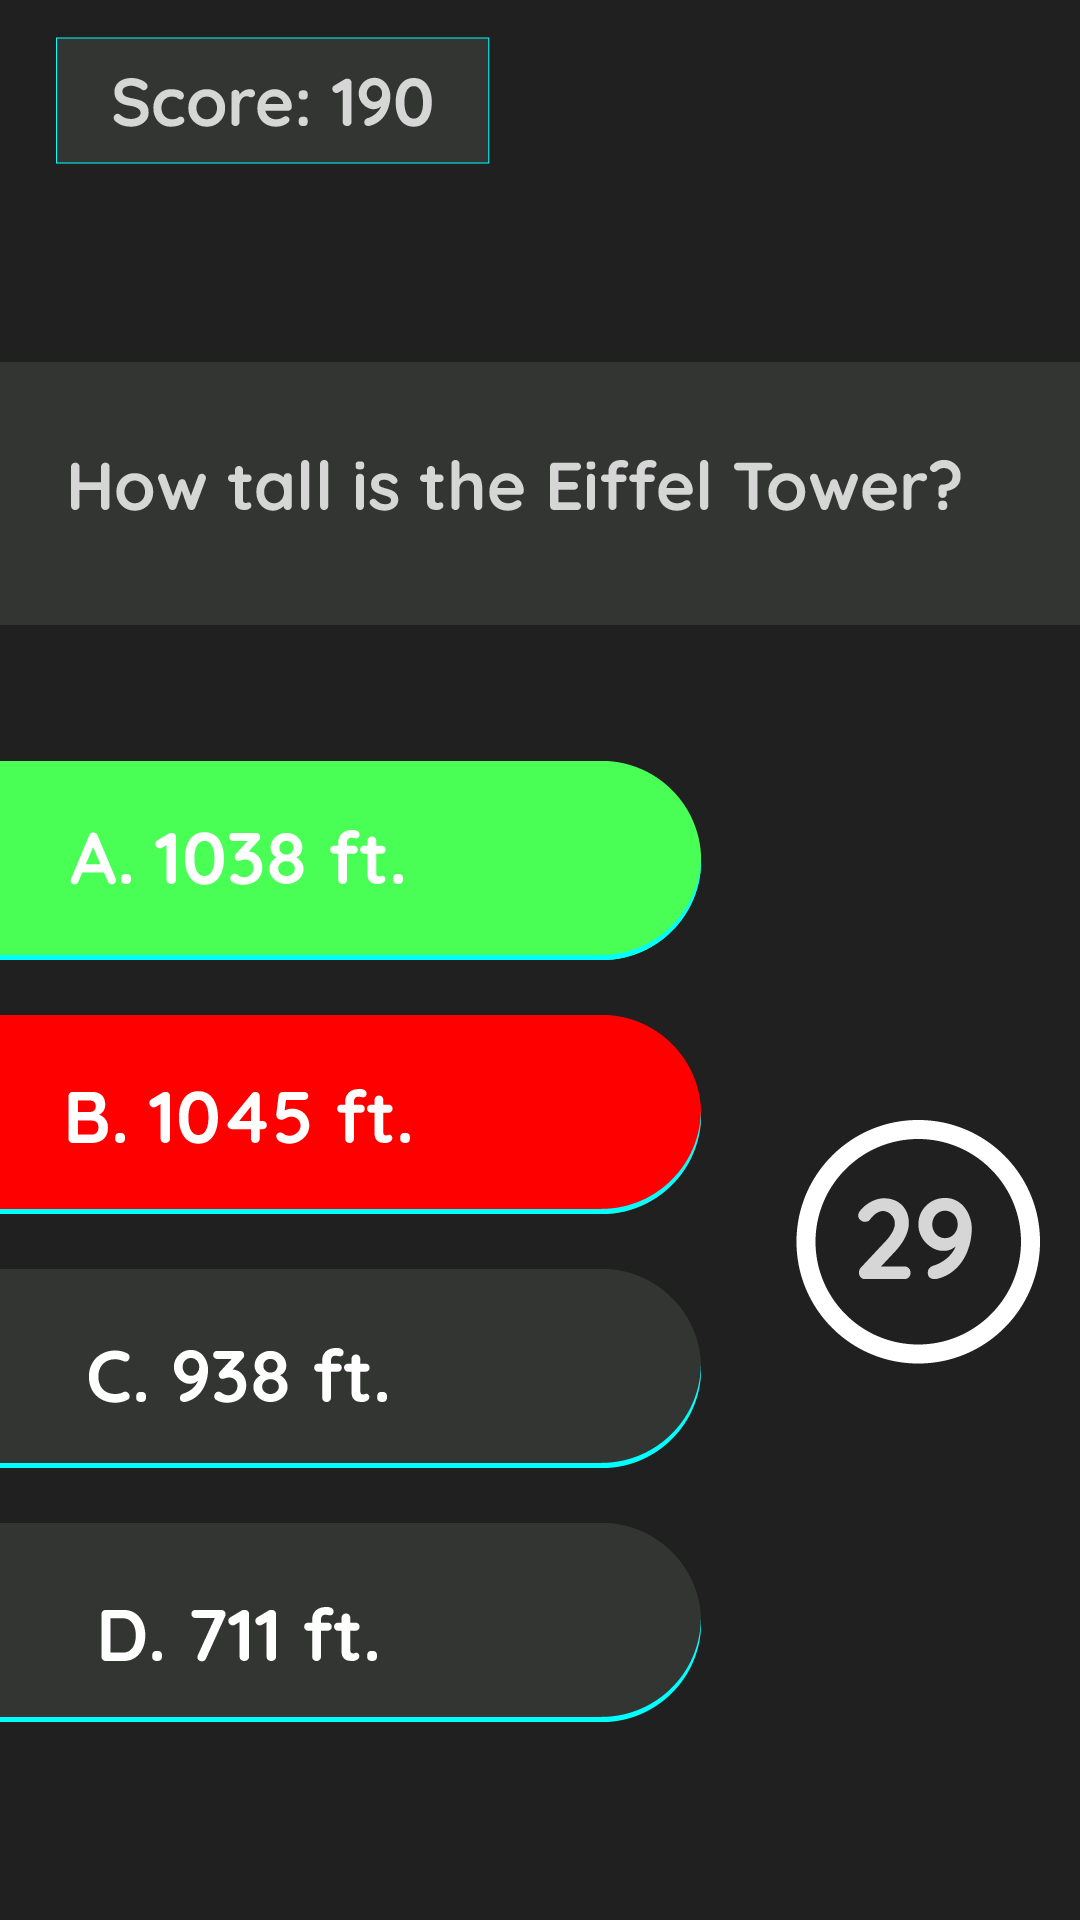 Score: 190
How tall is the Eiffel Tower?
A. 1038 ft.
B. 1045 ft.
29
C. 938 ft.
D. 711 ft.